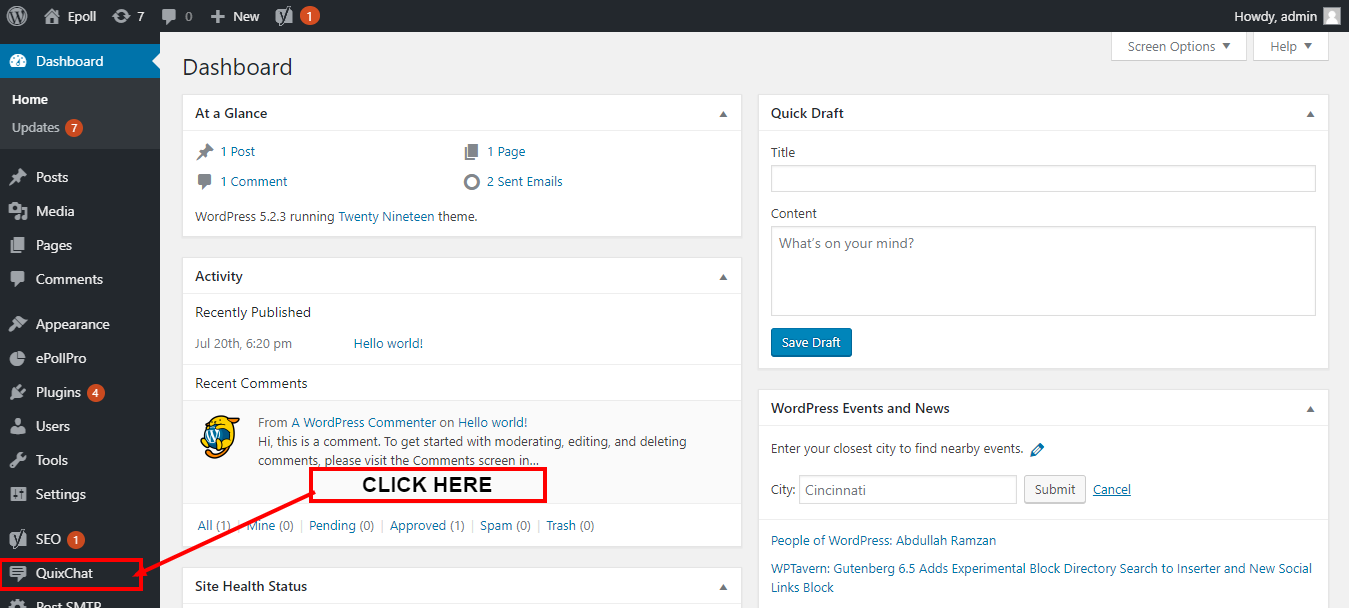 Epoll 7 0 New 1 Howdy, admin
Dashboard
Home
Updates 7
Posts
Media
Pages
Comments
Appearance
ePollPro
Plugins 4
Users
Tools
Settings
SEO 1
QuixChat
Post SMTP
Screen Options Help
Dashboard
At a Glance
1 Post 1 Page
1 Comment 2 Sent Emails
WordPress 5.2.3 running Twenty Nineteen theme.
Activity
Recently Published
Jul 20th, 6:20 pm Hello world!
Recent Comments
From A WordPress Commenter on Hello world!
Hi, this is a comment. To get started with moderating, editing, and deleting
comments, please visit the Comments screen in...
CLICK HERE
All (1) | Mine (0) | Pending (0) | Approved (1) | Spam (0) | Trash (0)
Site Health Status
Quick Draft
Title
Content
What's on your mind?
Save Draft
WordPress Events and News
Enter your closest city to find nearby events.
City: Cincinnati Submit Cancel
People of WordPress: Abdullah Ramzan
WPTavern: Gutenberg 6.5 Adds Experimental Block Directory Search to Inserter and New Social
Links Block